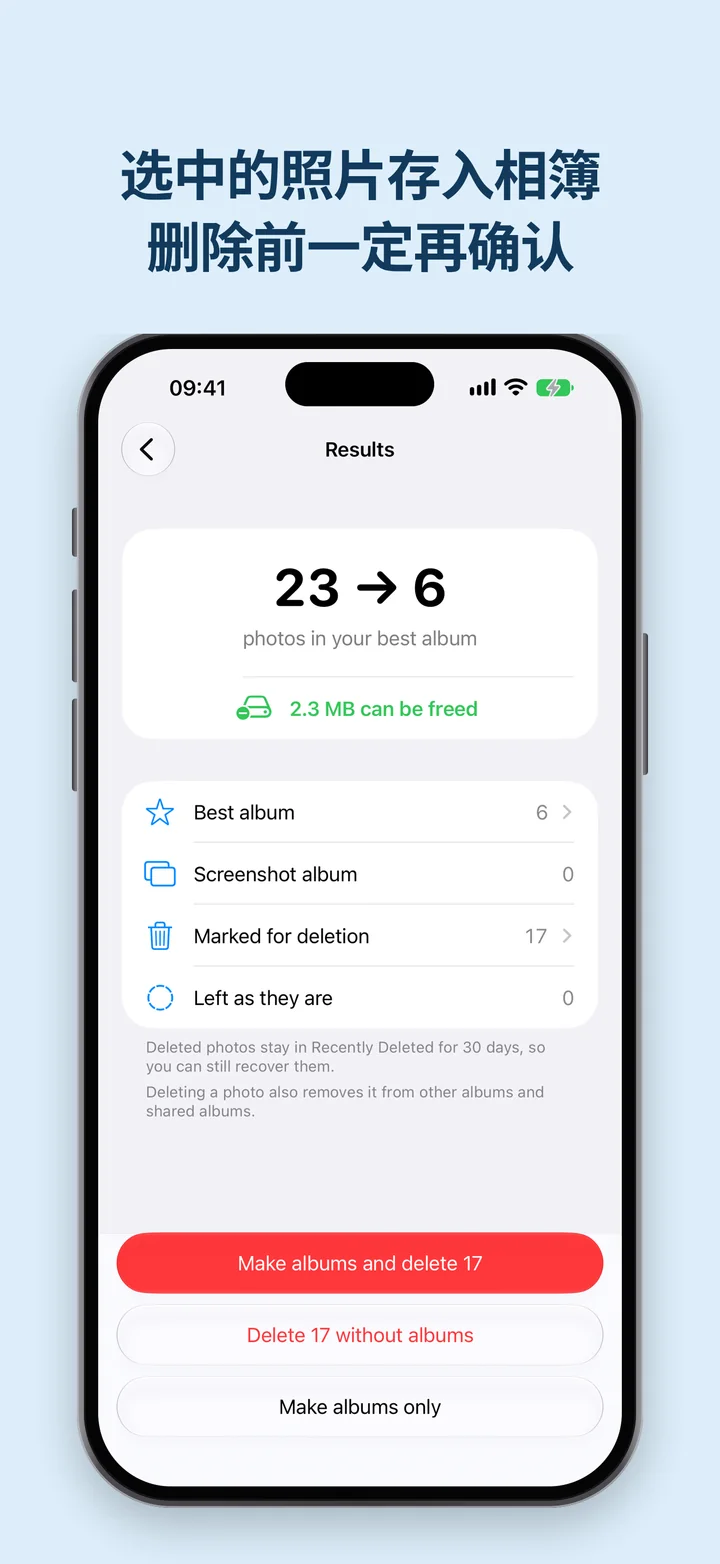 选中的照片存入相簿
删除前一定再确认
09:41
Results
23 → 6
photos in your best album
2.3 MB can be freed
Best album 6
Screenshot album 0
Marked for deletion 17
Left as they are 0
Deleted photos stay in Recently Deleted for 30 days, so
you can still recover them.
Deleting a photo also removes it from other albums and
shared albums.
Make albums and delete 17
Delete 17 without albums
Make albums only